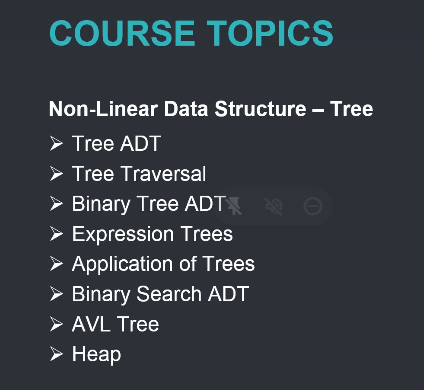 COURSE TOPICS
Non-Linear Data Structure – Tree
➢ Tree ADT
➢ Tree Traversal
➢ Binary Tree ADT
➢ Expression Trees
➢ Application of Trees
➢ Binary Search ADT
➢ AVL Tree
➢ Heap